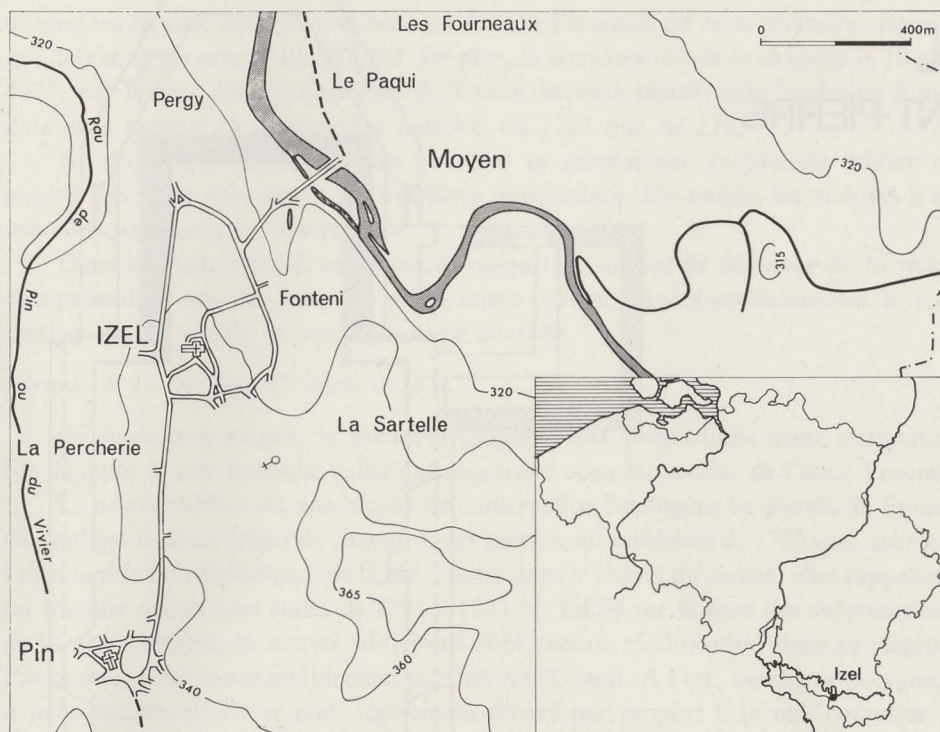 Les Fourneaux
320
0 400m
Le Paqui
Pergy
Rau
de
Moyen
320
315
Pin
Fonteni
IZEL
320
La Sartelle
La Percherie
ou
du
Vivier
365
360
Pin
340
Izel